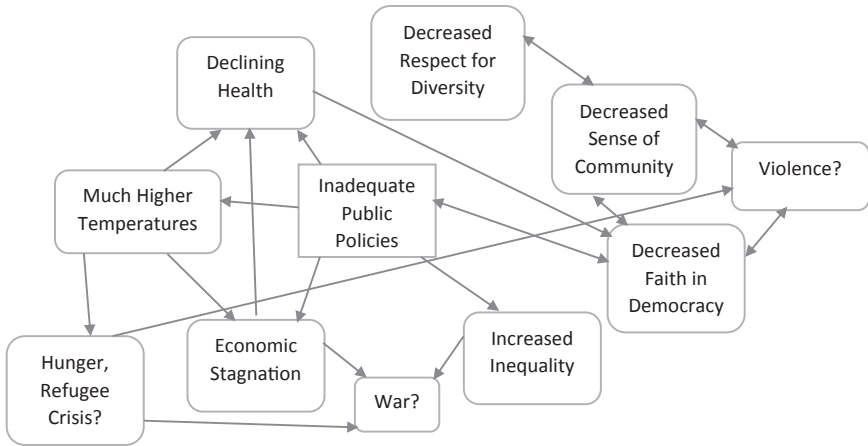 Declining
Health
Decreased
Respect for
Diversity
Decreased
Sense of
Community
Violence?
Much Higher
Temperatures
Inadequate
Public
Policies
Decreased
Faith in
Democracy
Hunger,
Refugee
Crisis?
Economic
Stagnation
War?
Increased
Inequality